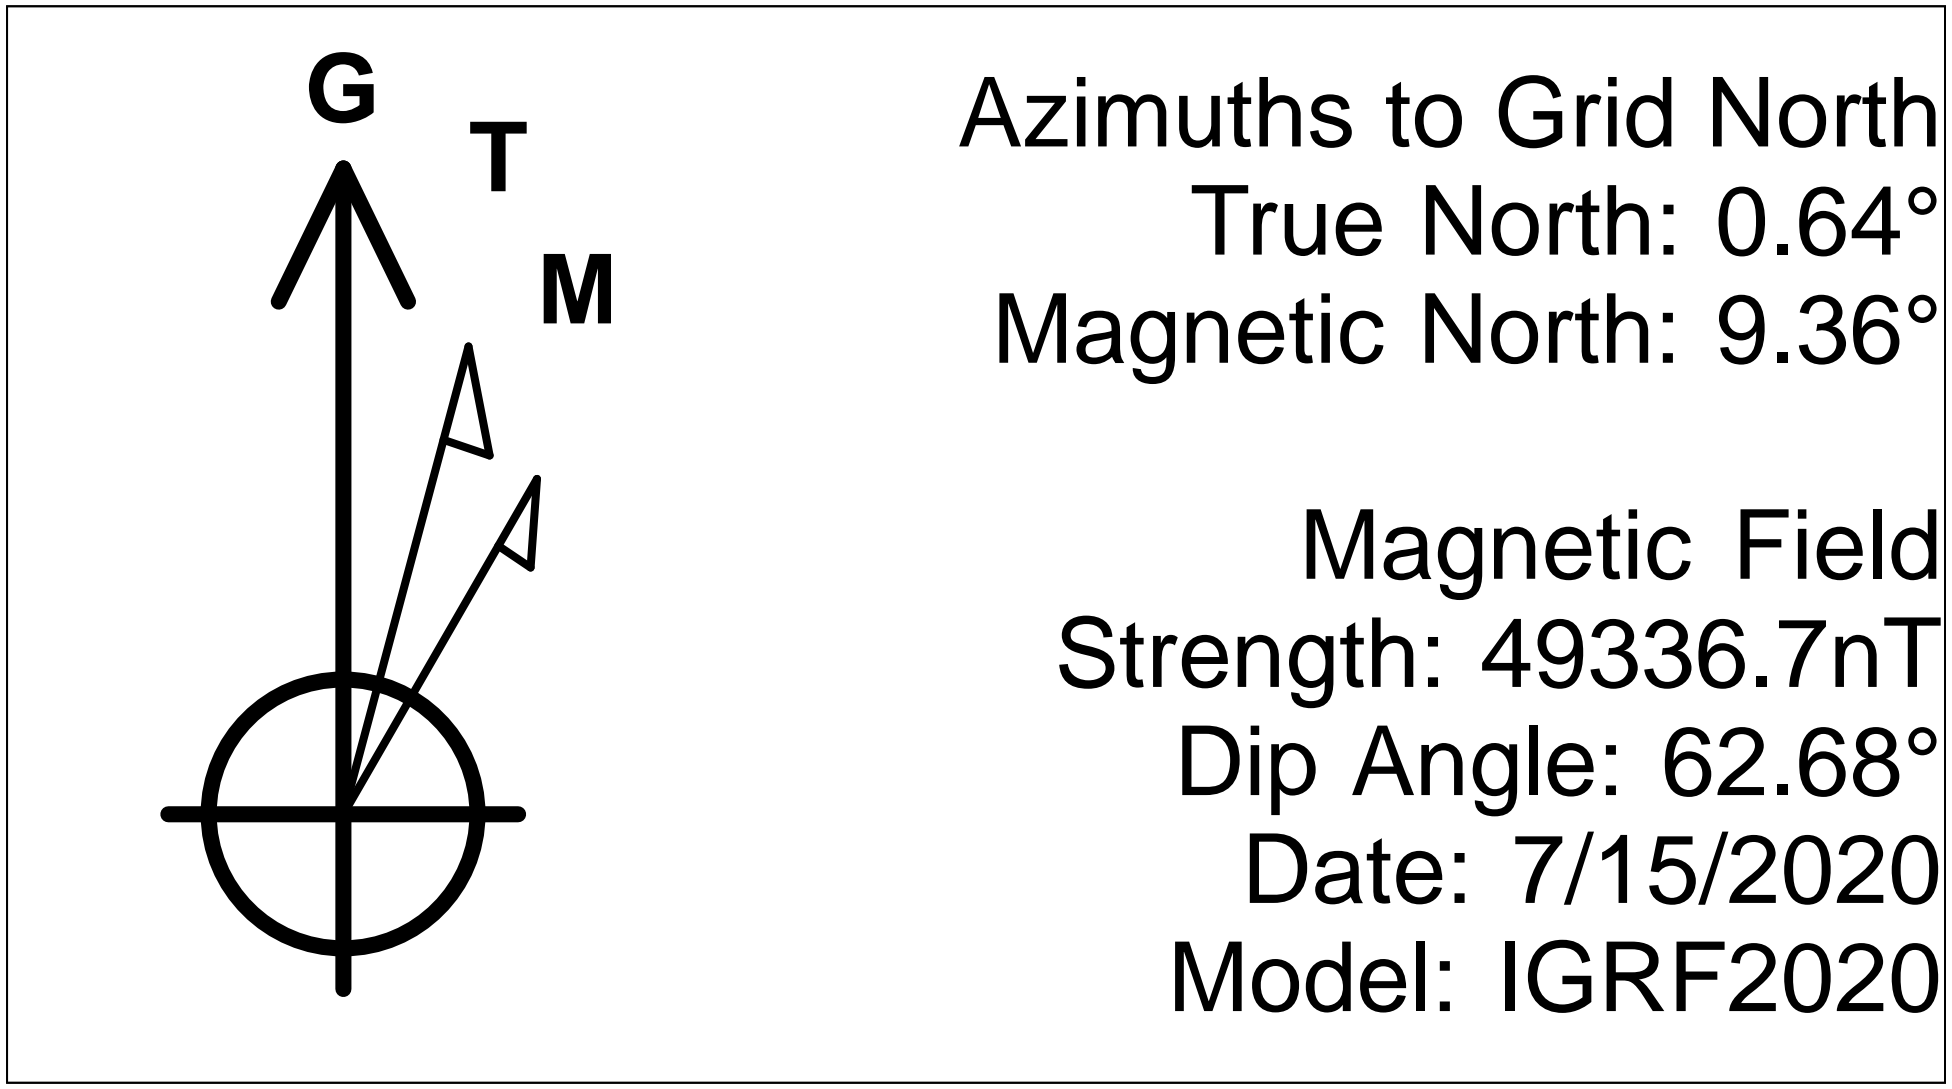 G
T
M
Azimuths to Grid North
True North: 0.64°
Magnetic North: 9.36°
Magnetic Field
Strength: 49336.7nT
Dip Angle: 62.68°
Date: 7/15/2020
Model: IGRF2020